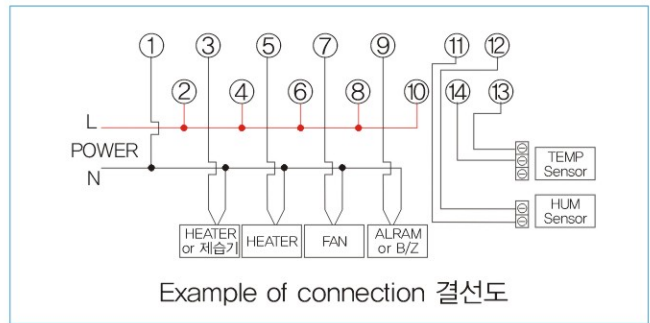 ① ③ ⑤ ⑦ ⑨ ⑪ ⑫
② ④ ⑥ ⑧ ⑩ ⑭ ⑬
L
POWER
N
TEMP
Sensor
HUM
Sensor
HEATER
or 제습기
HEATER
FAN
ALRAM
or B/Z
Example of connection 결선도